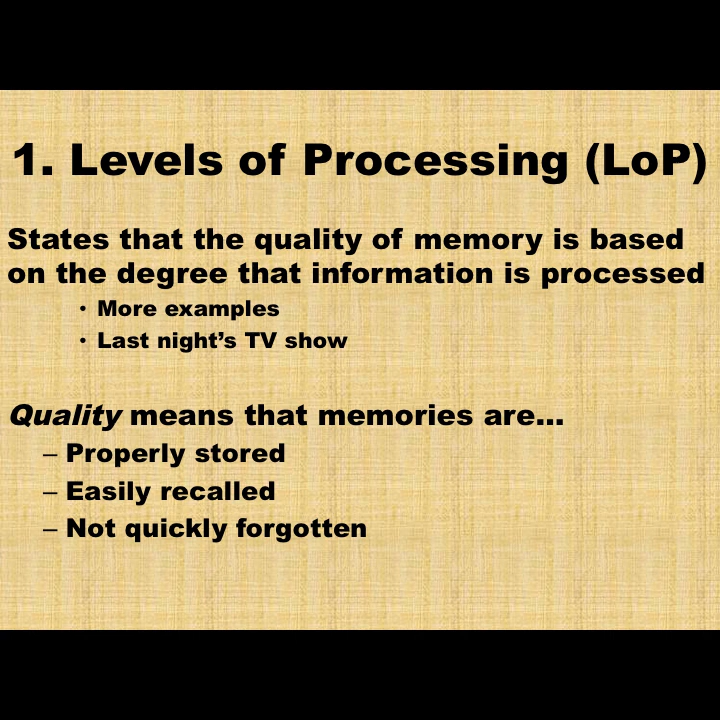 1. Levels of Processing (LoP)
States that the quality of memory is based
on the degree that information is processed
• More examples
• Last night’s TV show
Quality means that memories are…
– Properly stored
– Easily recalled
– Not quickly forgotten